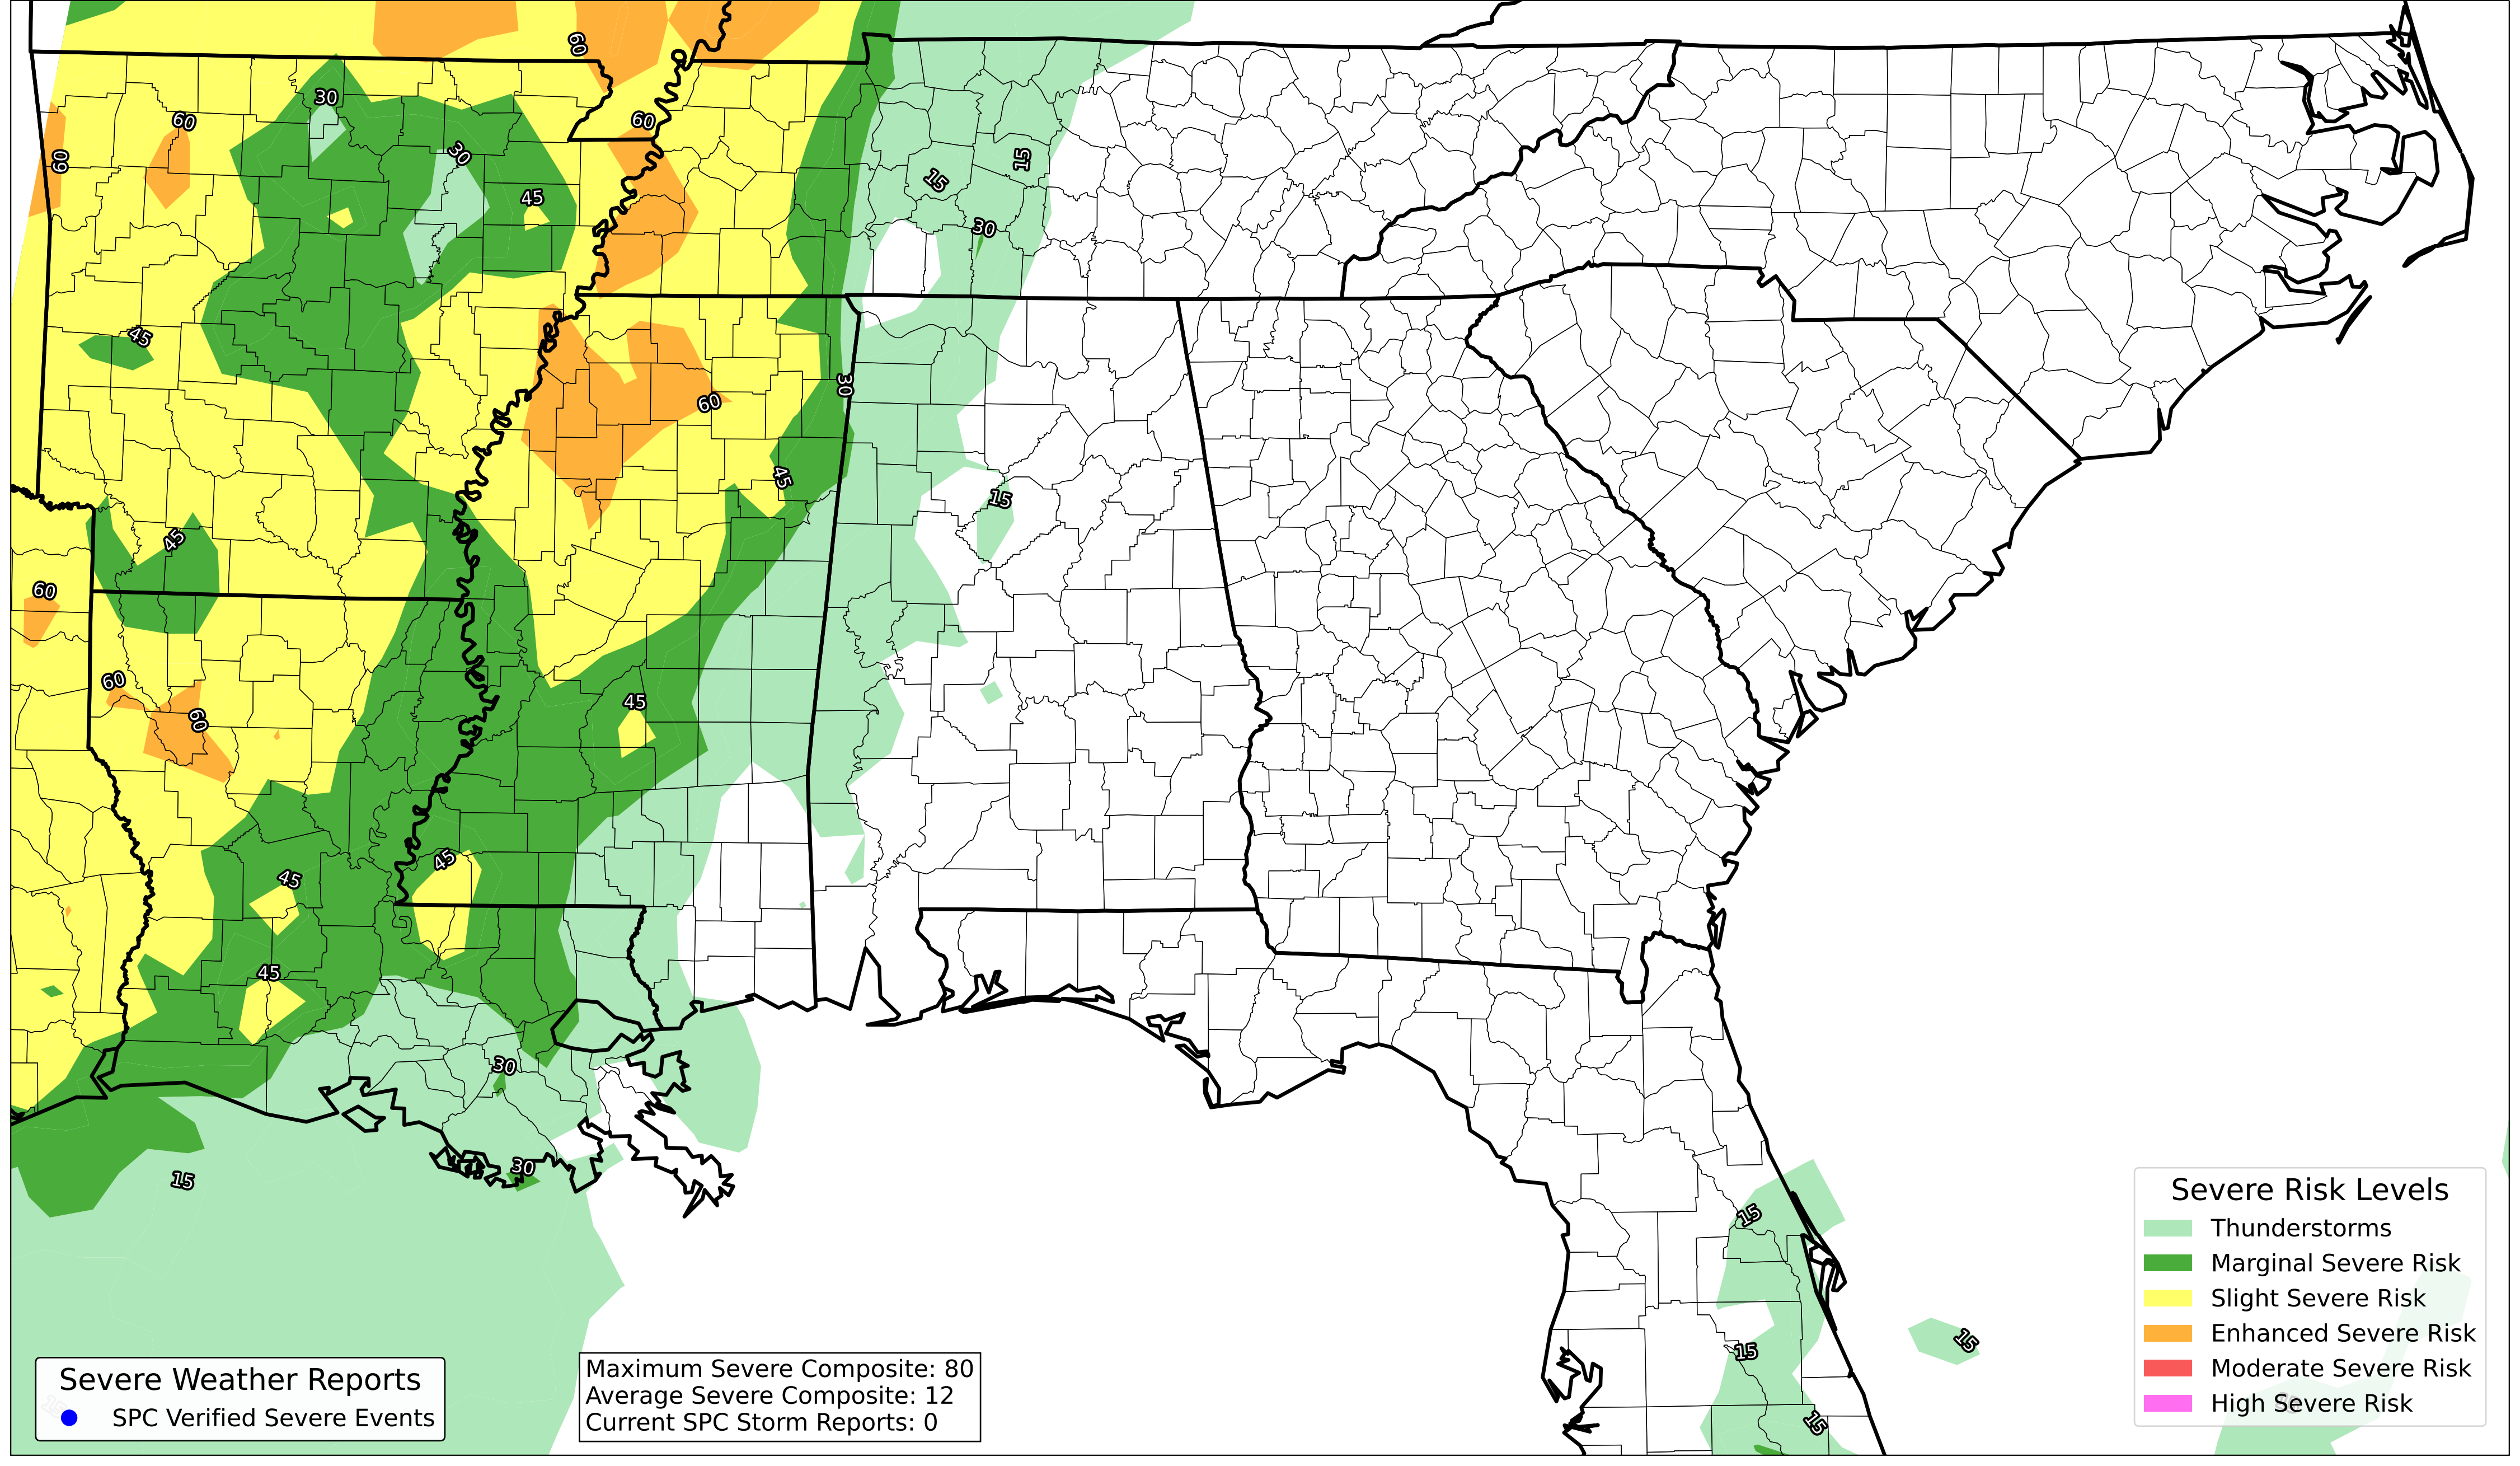 60
30
60
60
60
30
15
15
45
30
45
30
60
45
15
45
60
60
45
60
45
45
45
30
30
15
15
15
15
15
Severe Risk Levels
Thunderstorms
Marginal Severe Risk
Slight Severe Risk
Enhanced Severe Risk
Moderate Severe Risk
High Severe Risk
Severe Weather Reports
SPC Verified Severe Events
Maximum Severe Composite: 80
Average Severe Composite: 12
Current SPC Storm Reports: 0